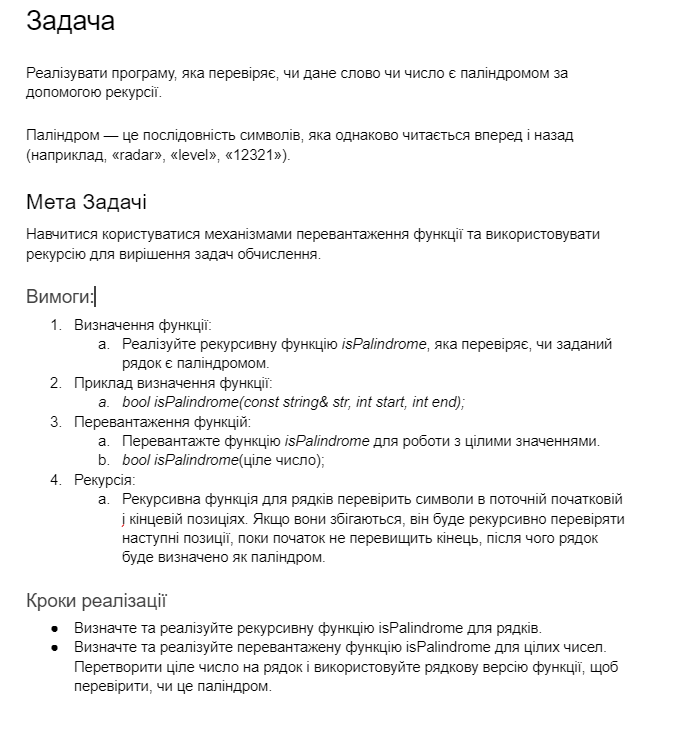 Задача
Реалізувати програму, яка перевіряє, чи дане слово чи число є паліндромом за
допомогою рекурсії.
Паліндром — це послідовність символів, яка однаково читається вперед і назад
(наприклад, «radar», «level», «12321»).
Мета Задачі
Навчитися користуватися механізмами перевантаження функції та використовувати
рекурсію для вирішення задач обчислення.
Вимоги:
1. Визначення функції:
a. Реалізуйте рекурсивну функцію isPalindrome, яка перевіряє, чи заданий
рядок є паліндромом.
2. Приклад визначення функції:
a. bool isPalindrome(const string& str, int start, int end);
3. Перевантаження функцій:
a. Перевантажте функцію isPalindrome для роботи з цілими значеннями.
b. bool isPalindrome(ціле число);
4. Рекурсія:
a. Рекурсивна функція для рядків перевірить символи в поточній початковій
і кінцевій позиціях. Якщо вони збігаються, він буде рекурсивно перевіряти
наступні позиції, поки початок не перевищить кінець, після чого рядок
буде визначено як паліндром.
Кроки реалізації
● Визначте та реалізуйте рекурсивну функцію isPalindrome для рядків.
● Визначте та реалізуйте перевантажену функцію isPalindrome для цілих чисел.
Перетворити ціле число на рядок і використовуйте рядкову версію функції, щоб
перевірити, чи це паліндром.